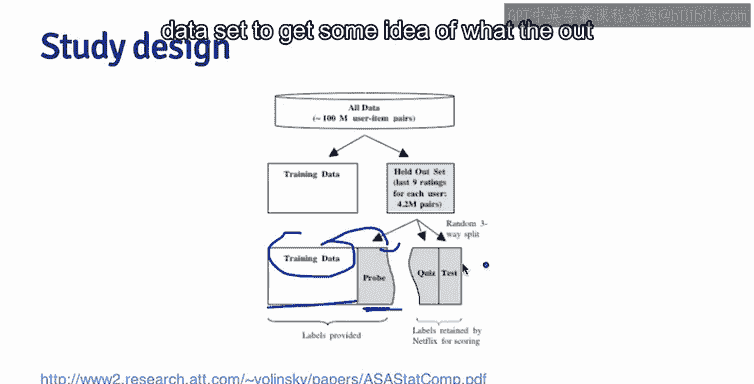 data set to get some idea of what the out
Study design
All Data
(~ 100 M user-item pairs)
Training Data
Held Out Set
(last 9 ratings
for each user:
4.2M pairs)
Random 3-
way split
Training Data
Probe
Quiz
Test
Labels provided
Labels retained by
Netflix for scoring
http://www2.research.att.com/~volinsky/papers/ASAStatComp.pdf